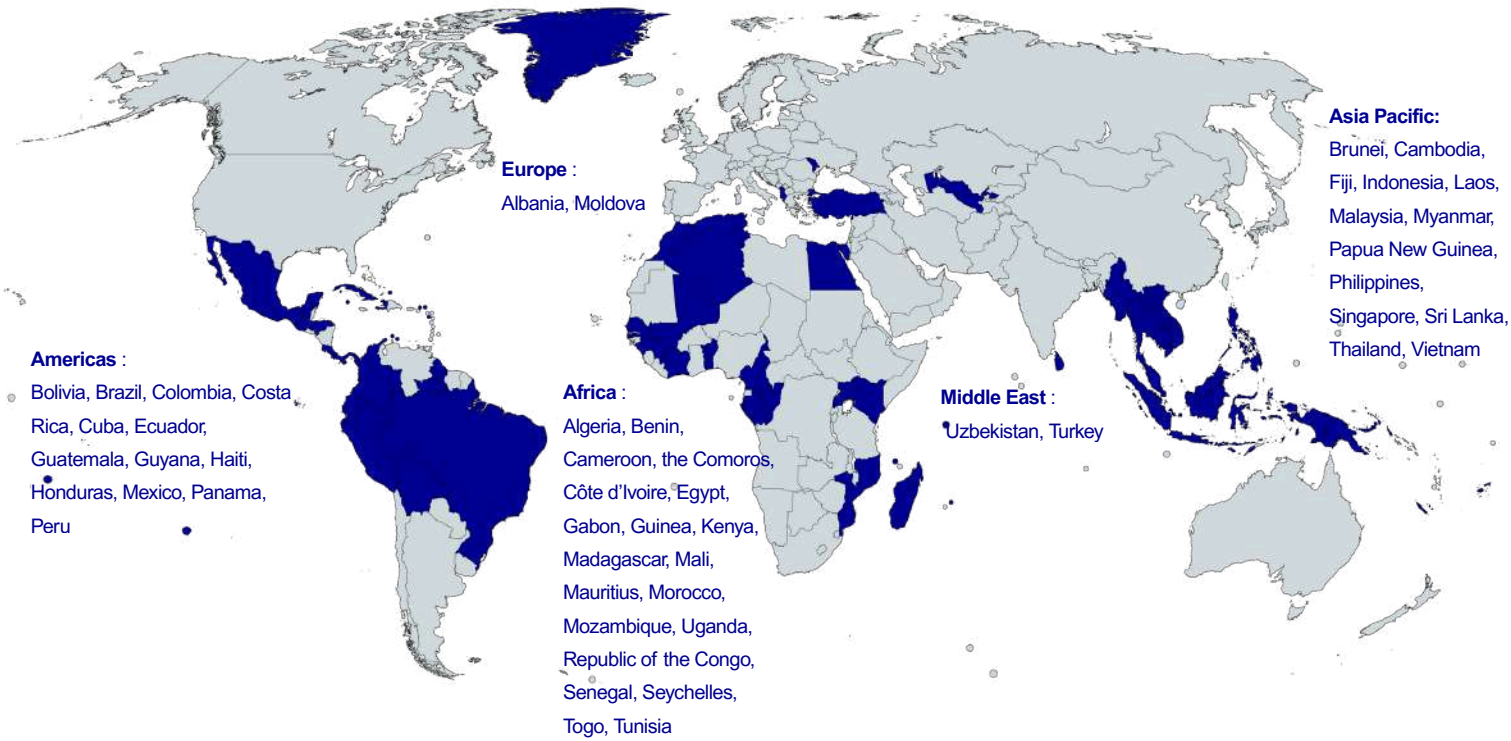 Europe :
Albania, Moldova
Asia Pacific:
Brunei, Cambodia,
Fiji, Indonesia, Laos,
Malaysia, Myanmar,
Papua New Guinea,
Philippines,
Singapore, Sri Lanka,
Thailand, Vietnam
Americas :
Bolivia, Brazil, Colombia, Costa
Rica, Cuba, Ecuador,
Guatemala, Guyana, Haiti,
Honduras, Mexico, Panama,
Peru
Africa :
Algeria, Benin,
Cameroon, the Comoros,
Côte d'Ivoire, Egypt,
Gabon, Guinea, Kenya,
Madagascar, Mali,
Mauritius, Morocco,
Mozambique, Uganda,
Republic of the Congo,
Senegal, Seychelles,
Togo, Tunisia
Middle East :
Uzbekistan, Turkey